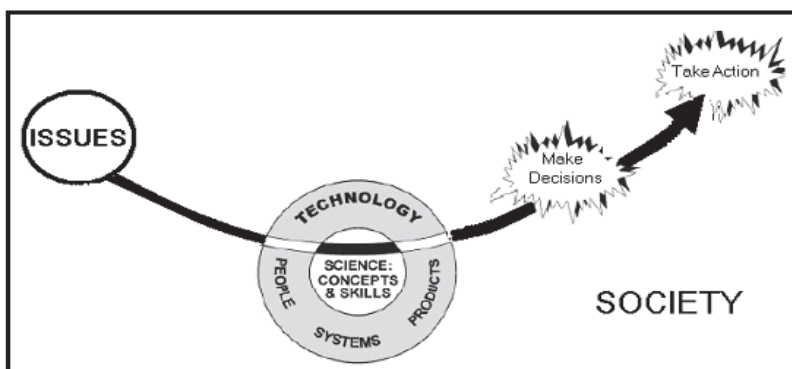 ISSUES
TECHNOLOGY
SCIENCE:
CONCEPTS
& SKILLS
PEOPLE
SYSTEMS
PRODUCTS
Make
Decisions
Take Action
SOCIETY